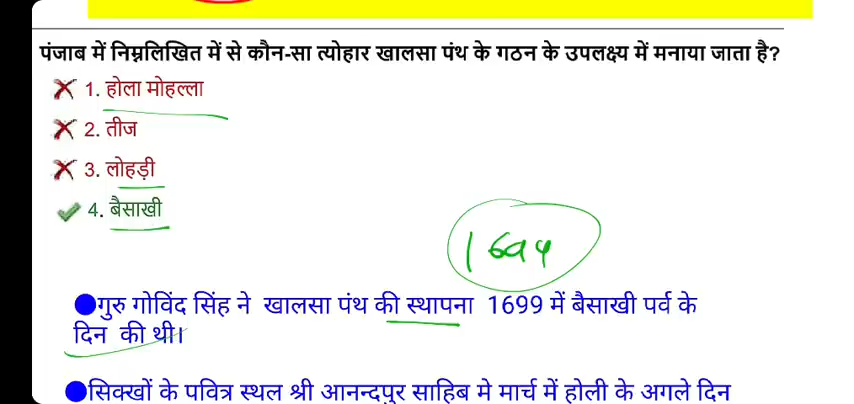 पंजाब में निम्नलिखित में से कौन-सा त्योहार खालसा पंथ के गठन के उपलक्ष्य में मनाया जाता है?
1. होला मोहल्ला
2. तीज
3. लोहड़ी
4. बैसाखी
1699
●गुरु गोविंद सिंह ने खालसा पंथ की स्थापना 1699 में बैसाखी पर्व के
दिन की थी।
●सिक्खों के पवित्र स्थल श्री आनन्दपुर साहिब मे मार्च में होली के अगले दिन